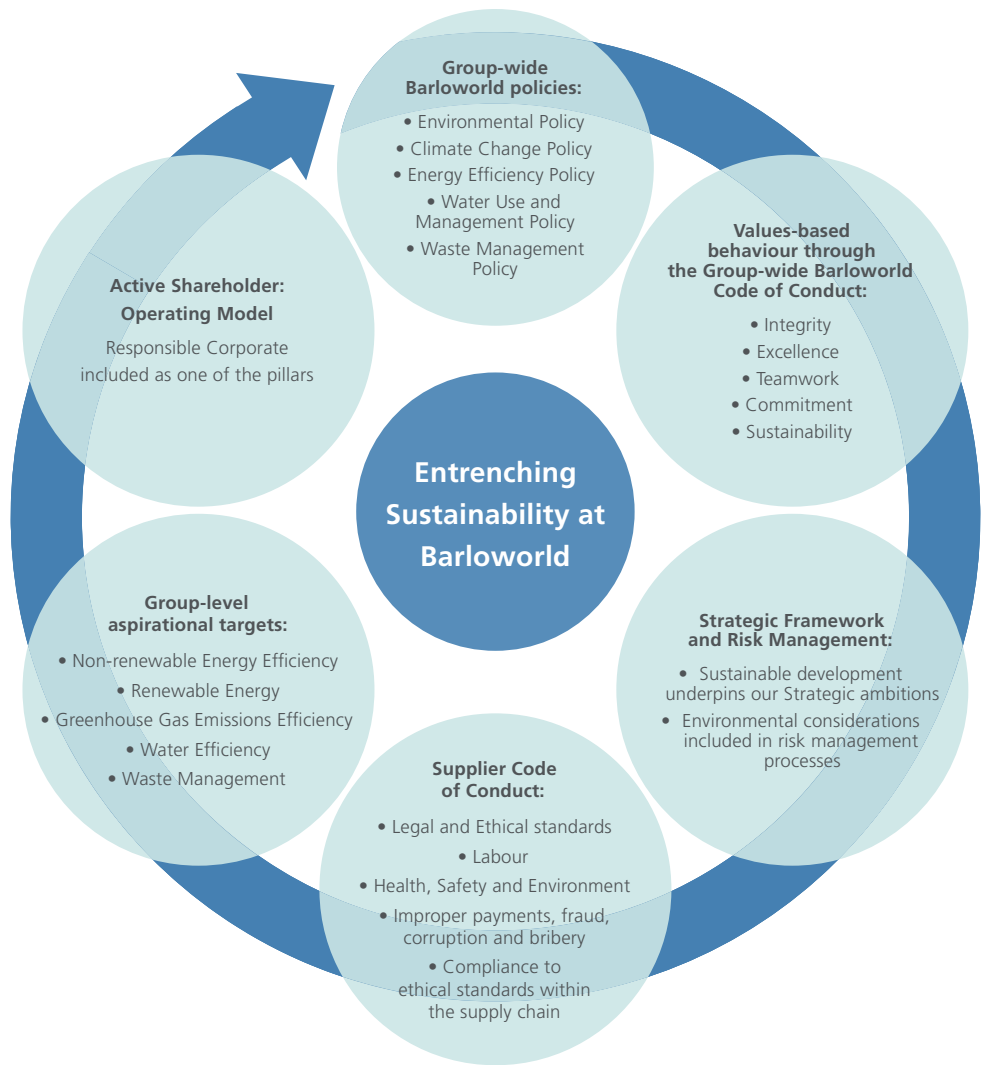 Group-wide
Barloworld policies:
• Environmental Policy
• Climate Change Policy
• Energy Efficiency Policy
• Water Use and
Management Policy
• Waste Management
Policy
Values-based
behaviour through
the Group-wide Barloworld
Code of Conduct:
• Integrity
• Excellence
• Teamwork
• Commitment
• Sustainability
Strategic Framework
and Risk Management:
• Sustainable development
underpins our Strategic ambitions
• Environmental considerations
included in risk management
processes
Supplier Code
of Conduct:
• Legal and Ethical standards
• Labour
• Health, Safety and Environment
• Improper payments, fraud,
corruption and bribery
• Compliance to
ethical standards within
the supply chain
Group-level
aspirational targets:
• Non-renewable Energy Efficiency
• Renewable Energy
• Greenhouse Gas Emissions Efficiency
• Water Efficiency
• Waste Management
Active Shareholder:
Operating Model
Responsible Corporate
included as one of the pillars
Entrenching
Sustainability at
Barloworld